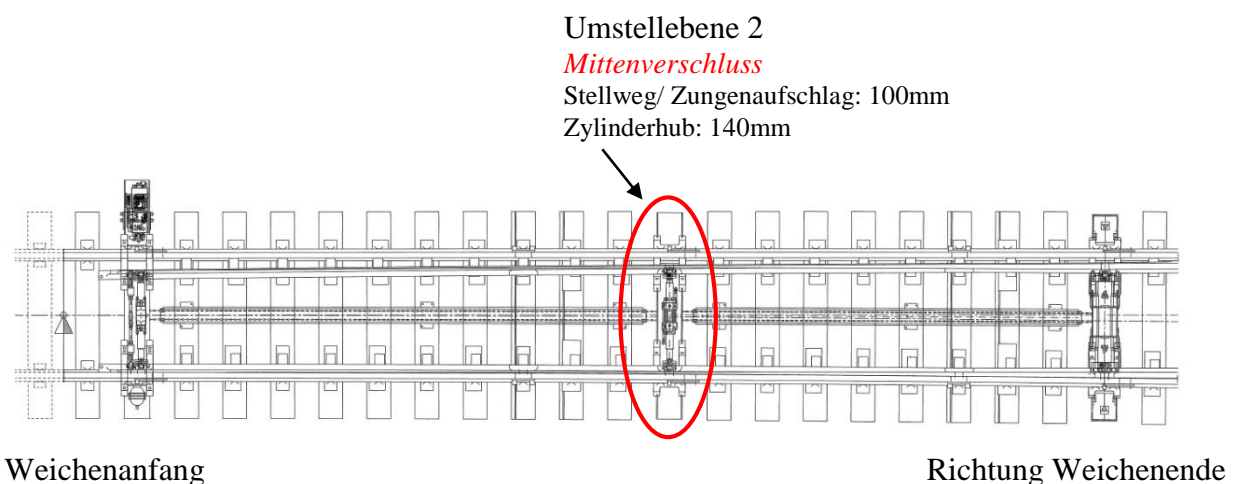 Umstellebene 2
Mittenverschluss
Stellweg/ Zungenaufschlag: 100mm
Zylinderhub: 140mm
Weichenanfang
Richtung Weichenende